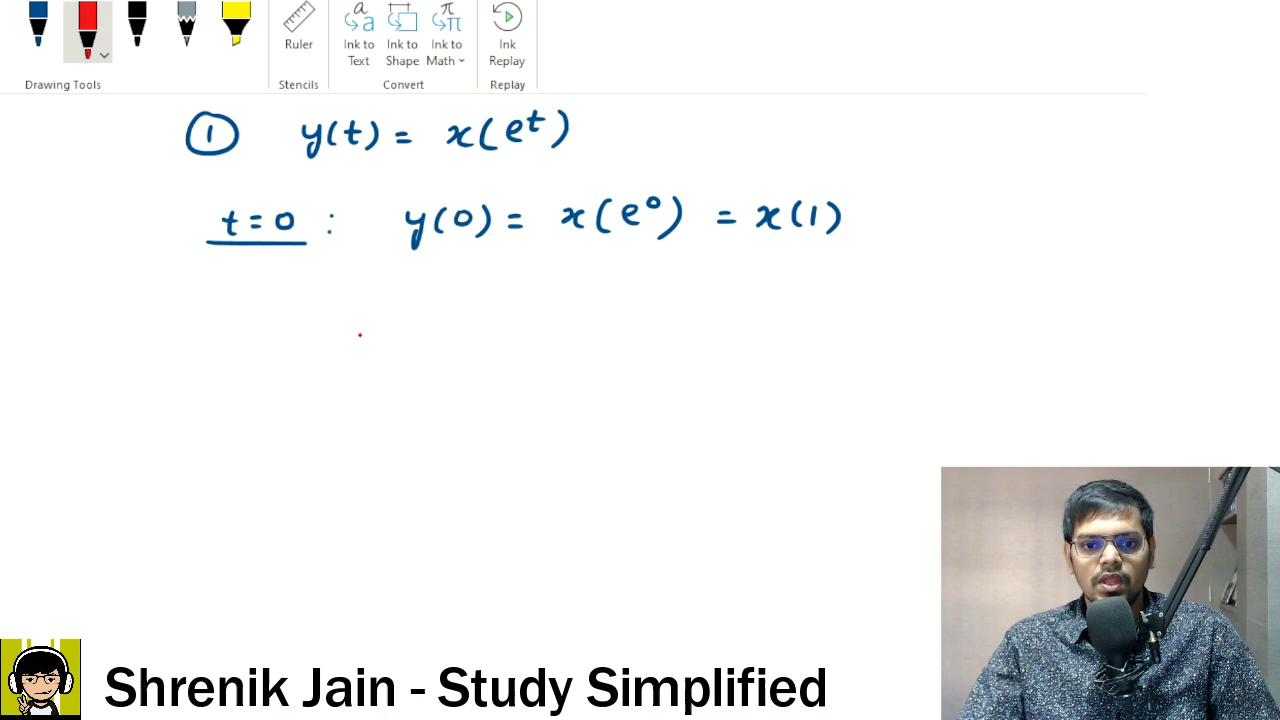 a π
→a →π
Ruler
Ink to Text
Ink to Shape
Ink to Math
Ink Replay
Drawing Tools
Stencils
Convert
Replay
① y(t) = x(e^t)
t=0 : y(0) = x(e^0) = x(1)
Shrenik Jain - Study Simplified